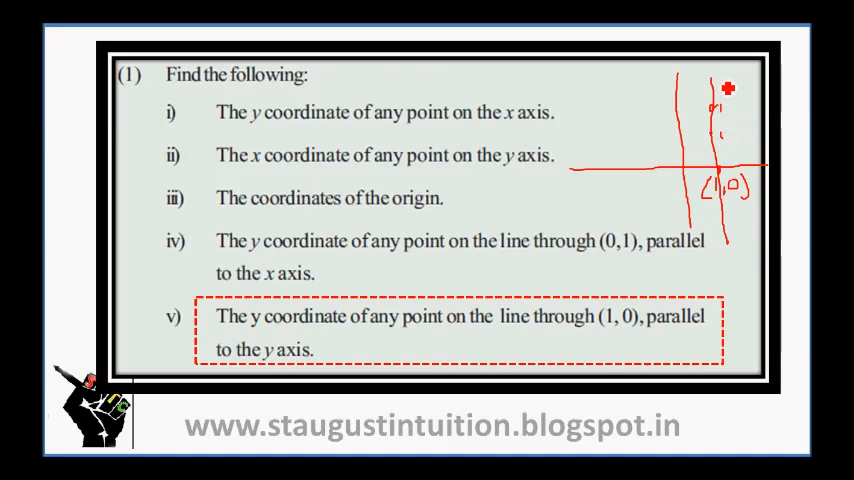 (1) Find the following:
i) The y coordinate of any point on the x axis.
ii) The x coordinate of any point on the y axis.
iii) The coordinates of the origin.
iv) The y coordinate of any point on the line through (0,1), parallel
to the x axis.
v) The y coordinate of any point on the line through (1, 0), parallel
to the y axis.
(1,0)
www.staugustintuition.blogspot.in